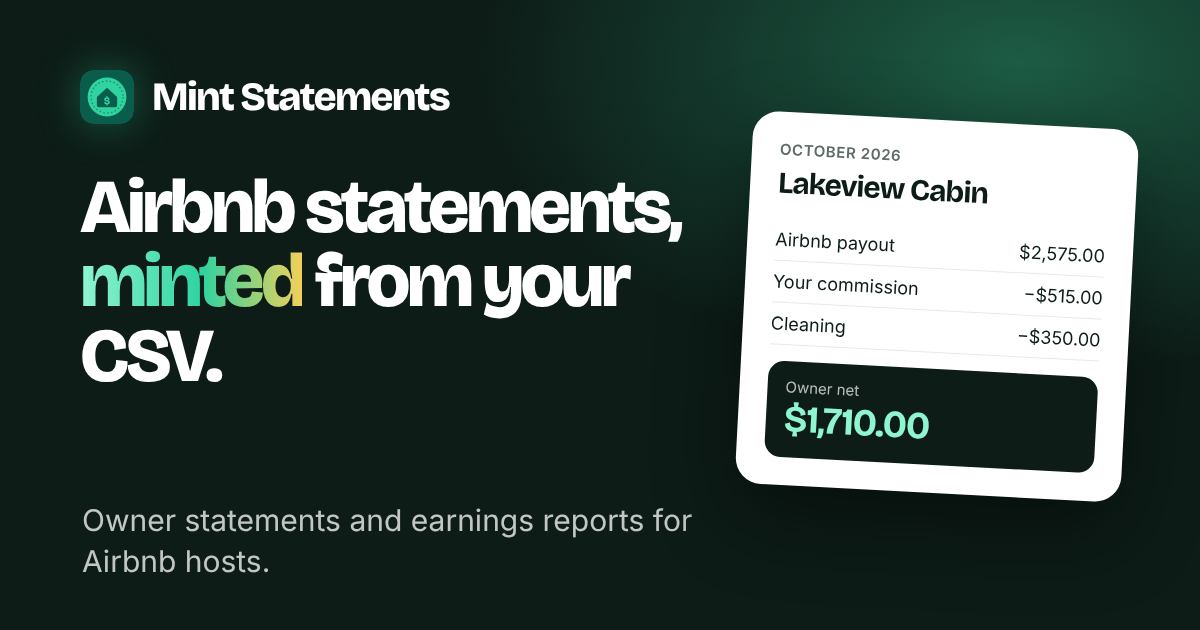 Mint Statements
Airbnb statements,
minted from your
CSV.
Owner statements and earnings reports for
Airbnb hosts.
OCTOBER 2026
Lakeview Cabin
Airbnb payout $2,575.00
Your commission −$515.00
Cleaning −$350.00
Owner net
$1,710.00